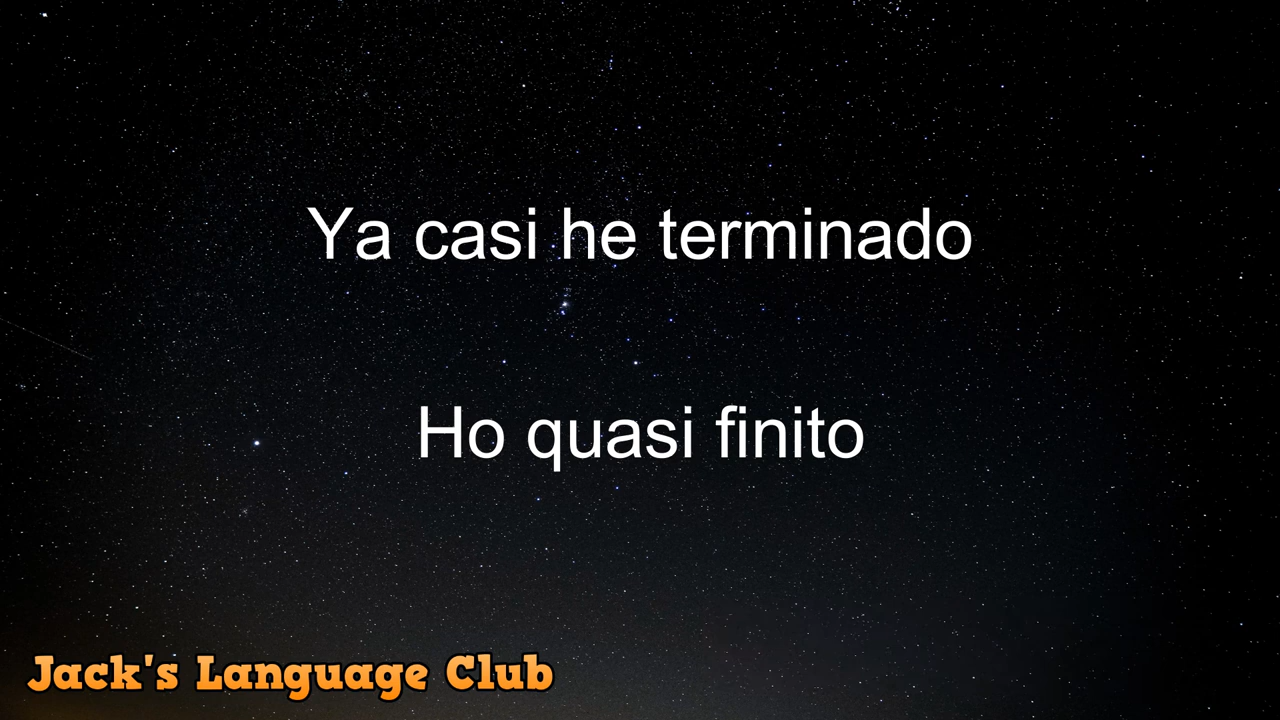 Ya casi he terminado
Ho quasi finito
Jack's Language Club